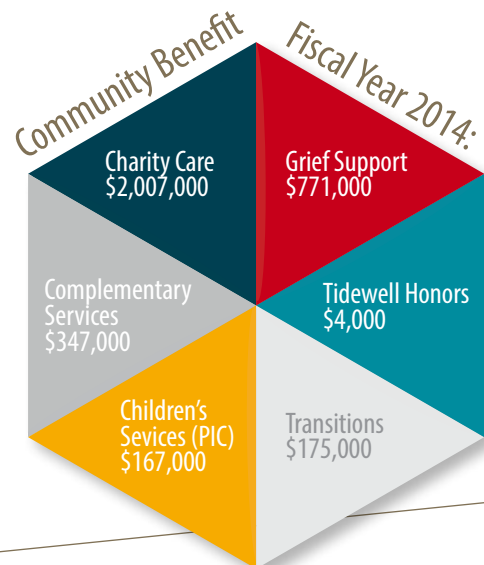 Community Benefit
Fiscal Year 2014:
Charity Care
$2,007,000
Grief Support
$771,000
Complementary
Services
$347,000
Tidewell Honors
$4,000
Children's
Sevices (PIC)
$167,000
Transitions
$175,000